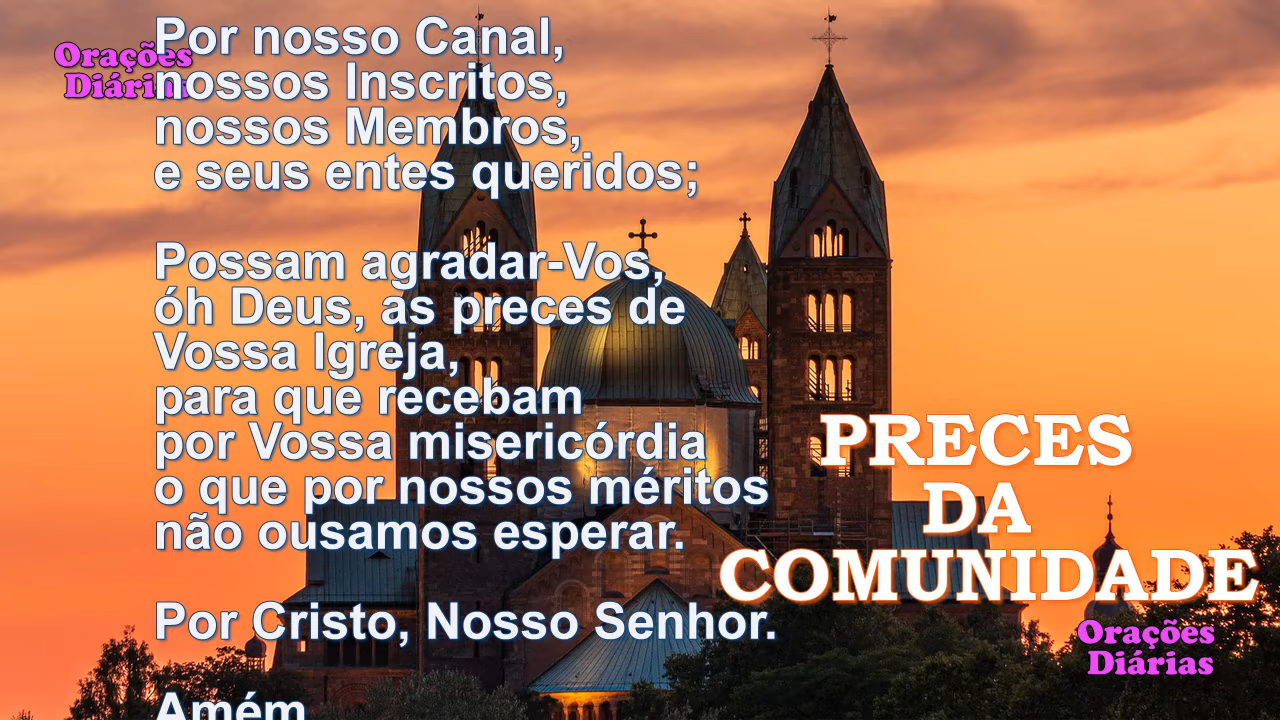 Orações
Diárias
Por nosso Canal,
nossos Inscritos,
nossos Membros,
e seus entes queridos;
Possam agradar-Vos,
óh Deus, as preces de
Vossa Igreja,
para que recebam
por Vossa misericórdia
o que por nossos méritos
não ousamos esperar.
Por Cristo, Nosso Senhor.
Amém
PRECES
DA
COMUNIDADE
Orações
Diárias